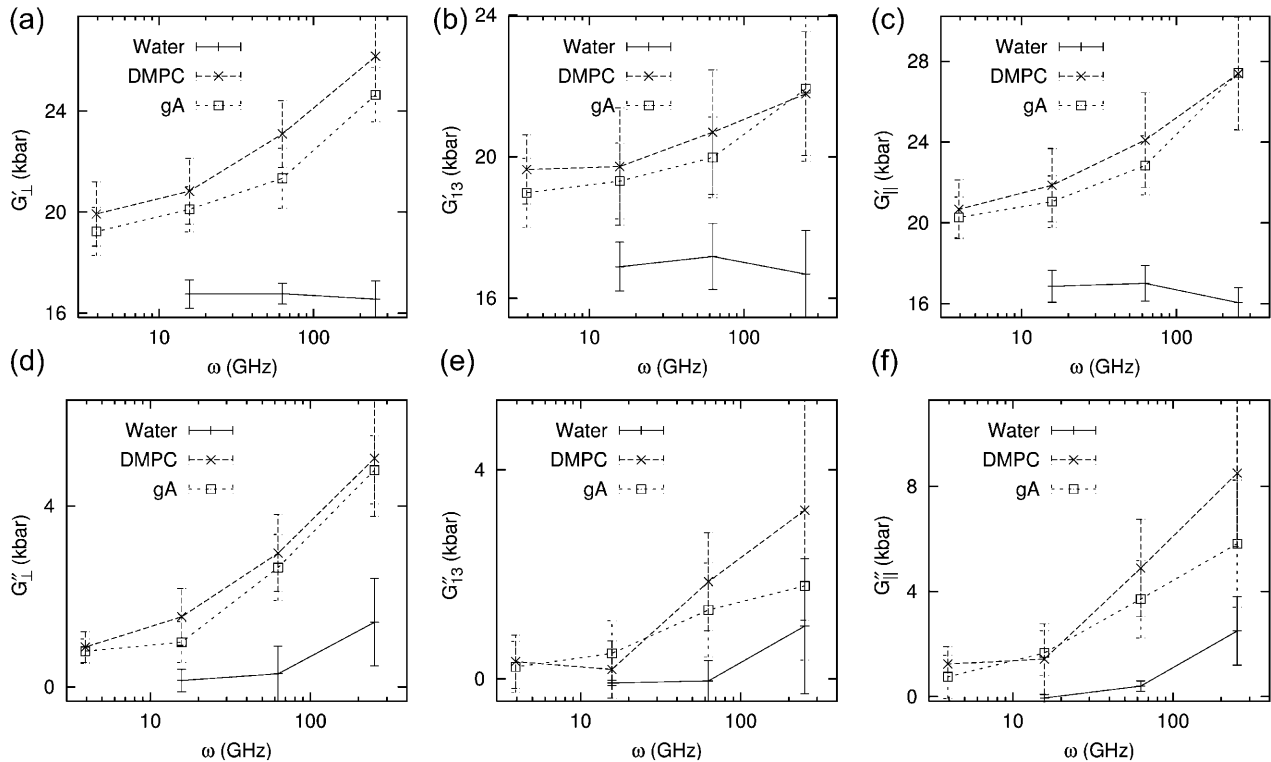 (a)
Water
DMPC
gA
24
20
16
G′⊥ (kbar)
10
100
ω (GHz)
(b)
Water
DMPC
gA
24
20
16
G′13 (kbar)
10
100
ω (GHz)
(c)
Water
DMPC
gA
28
24
20
16
G′|| (kbar)
10
100
ω (GHz)
(d)
Water
DMPC
gA
4
0
G″⊥ (kbar)
10
100
ω (GHz)
(e)
Water
DMPC
gA
4
0
G″13 (kbar)
10
100
ω (GHz)
(f)
Water
DMPC
gA
8
4
0
G″|| (kbar)
10
100
ω (GHz)